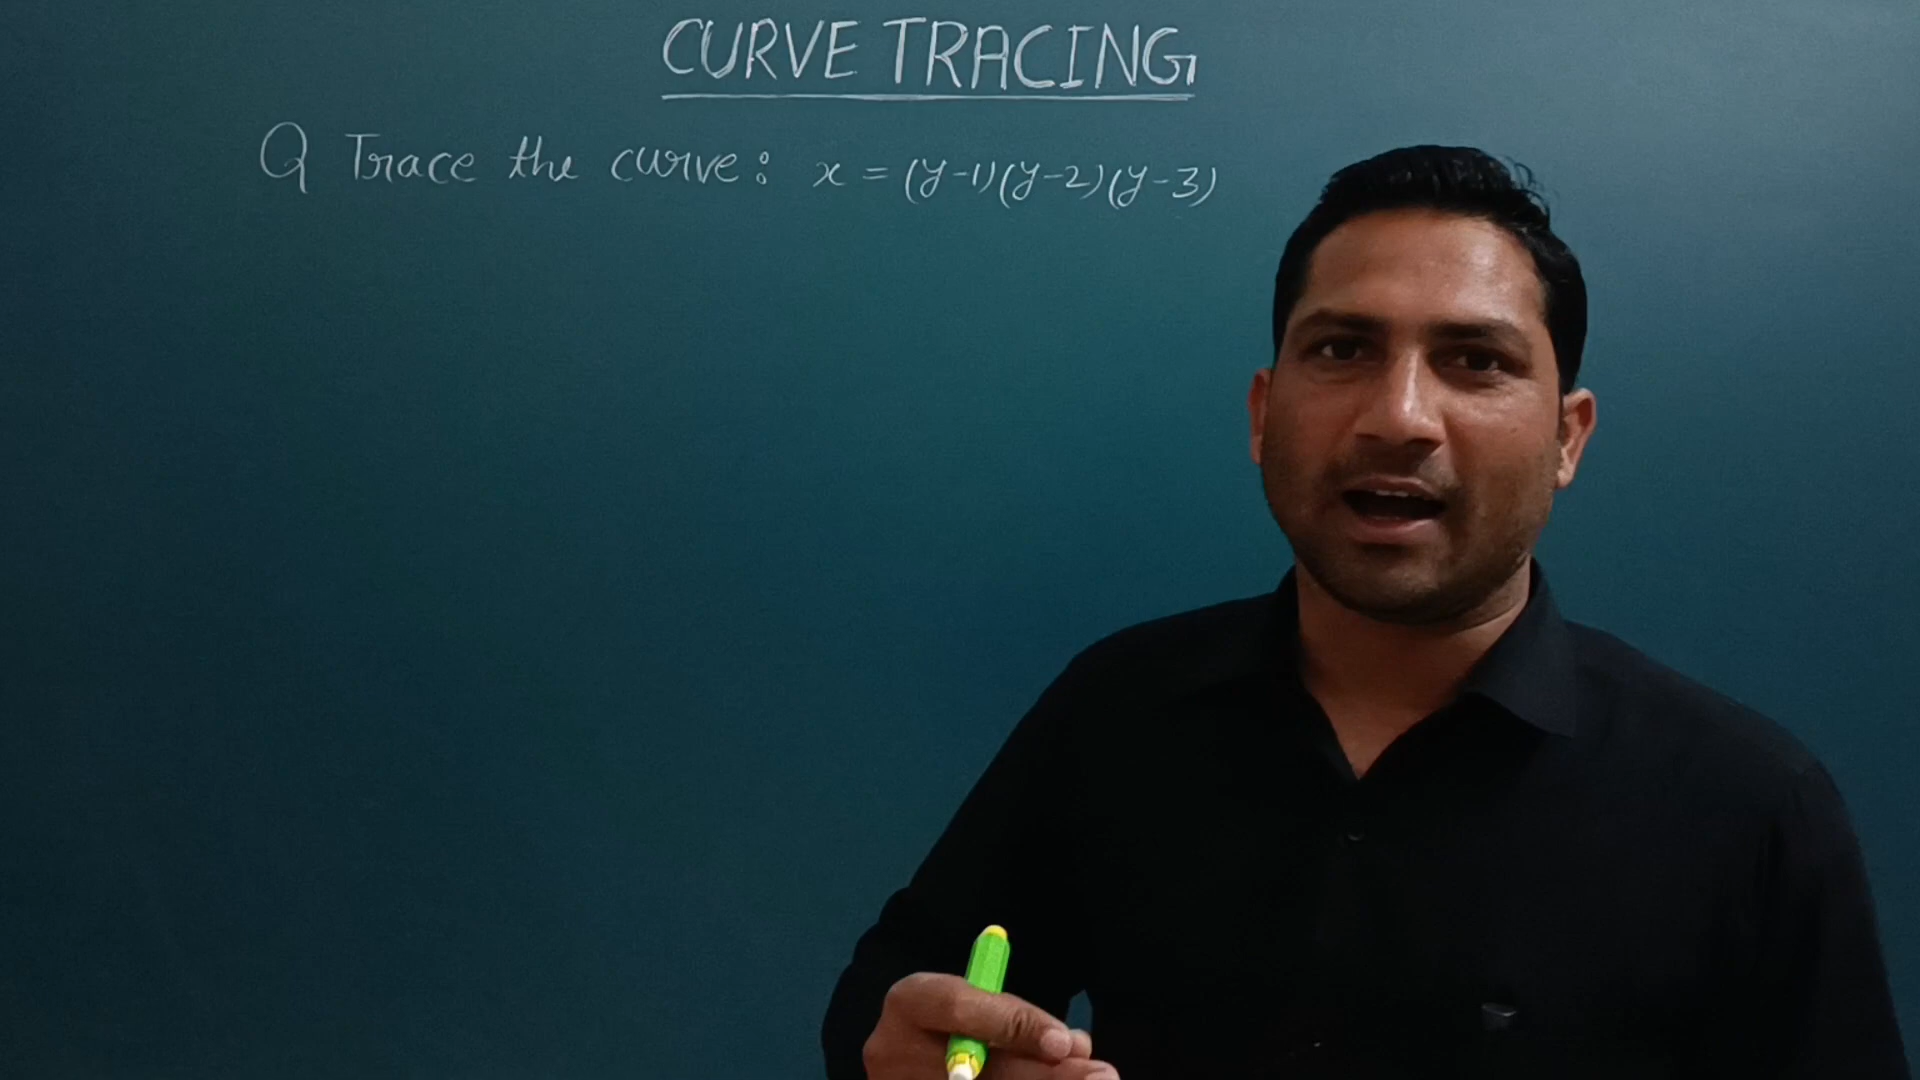 CURVE TRACING
Q Trace the curve: x = (y-1)(y-2)(y-3)